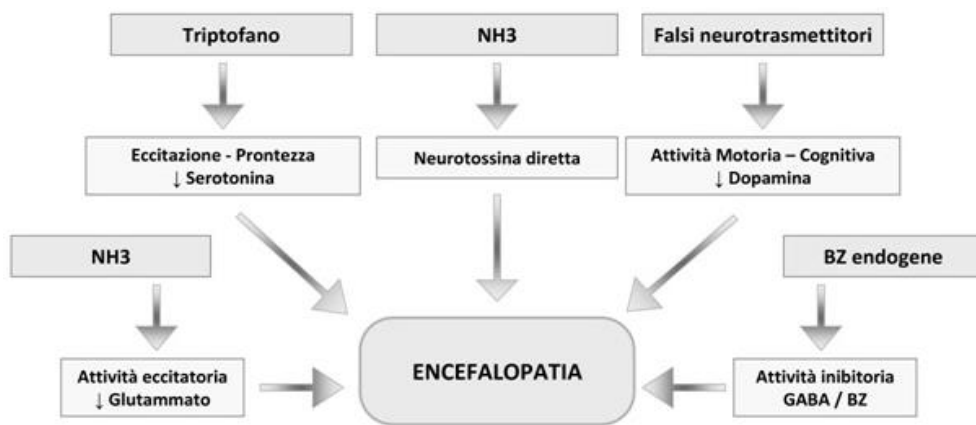 Triptofano
NH3
Falsi neurotrasmettitori
Eccitazione - Prontezza
↓ Serotonina
Neurotossina diretta
Attività Motoria – Cognitiva
↓ Dopamina
NH3
BZ endogene
ENCEFALOPATIA
Attività eccitatoria
↓ Glutammato
Attività inibitoria
GABA / BZ